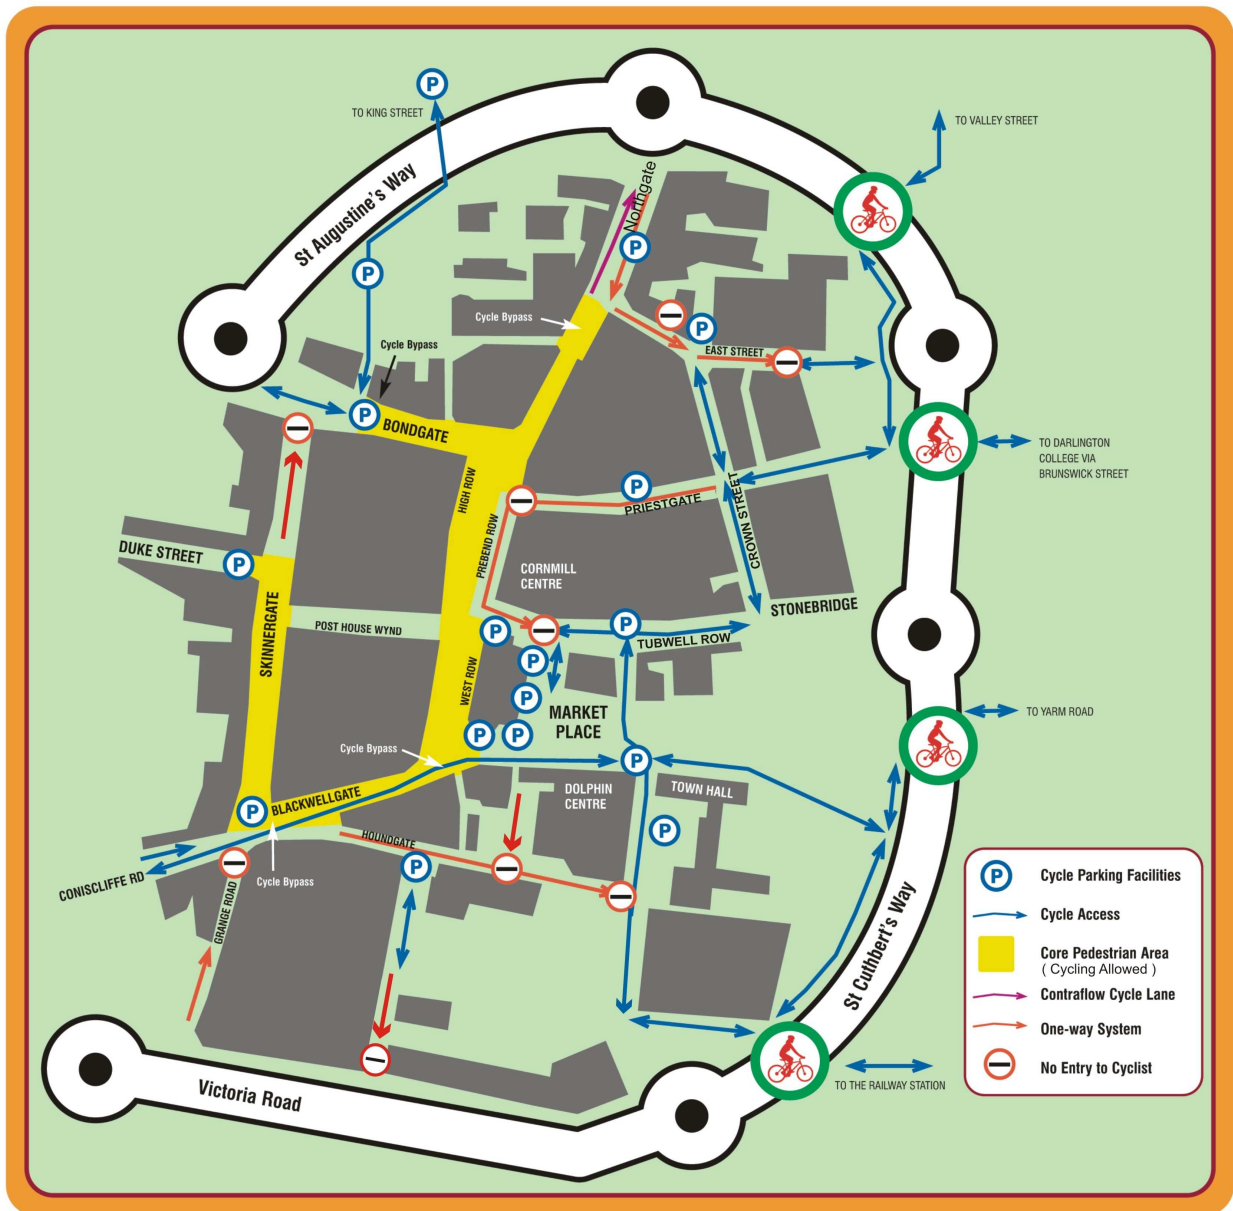 P
TO KING STREET
TO VALLEY STREET
St Augustine's Way
Northgate
P
P
Cycle Bypass
P
EAST STREET
Cycle Bypass
P
BONDGATE
TO DARLINGTON
COLLEGE VIA
BRUNSWICK STREET
HIGH ROW
P
PRIESTGATE
CROWN STREET
PREBEND ROW
DUKE STREET
P
CORNMILL
CENTRE
STONEBRIDGE
SKINNERGATE
POST HOUSE WYND
P
P
TUBWELL ROW
P
WEST ROW
P
MARKET
PLACE
TO YARM ROAD
P
P
Cycle Bypass
P
DOLPHIN
CENTRE
TOWN HALL
P
BLACKWELLGATE
P
HOUNDGATE
P
CONISCLIFFE RD
Cycle Bypass
GRANGE ROAD
St Cuthbert's Way
P
Cycle Parking Facilities
Cycle Access
Core Pedestrian Area
( Cycling Allowed )
Contraflow Cycle Lane
One-way System
No Entry to Cyclist
Victoria Road
TO THE RAILWAY STATION